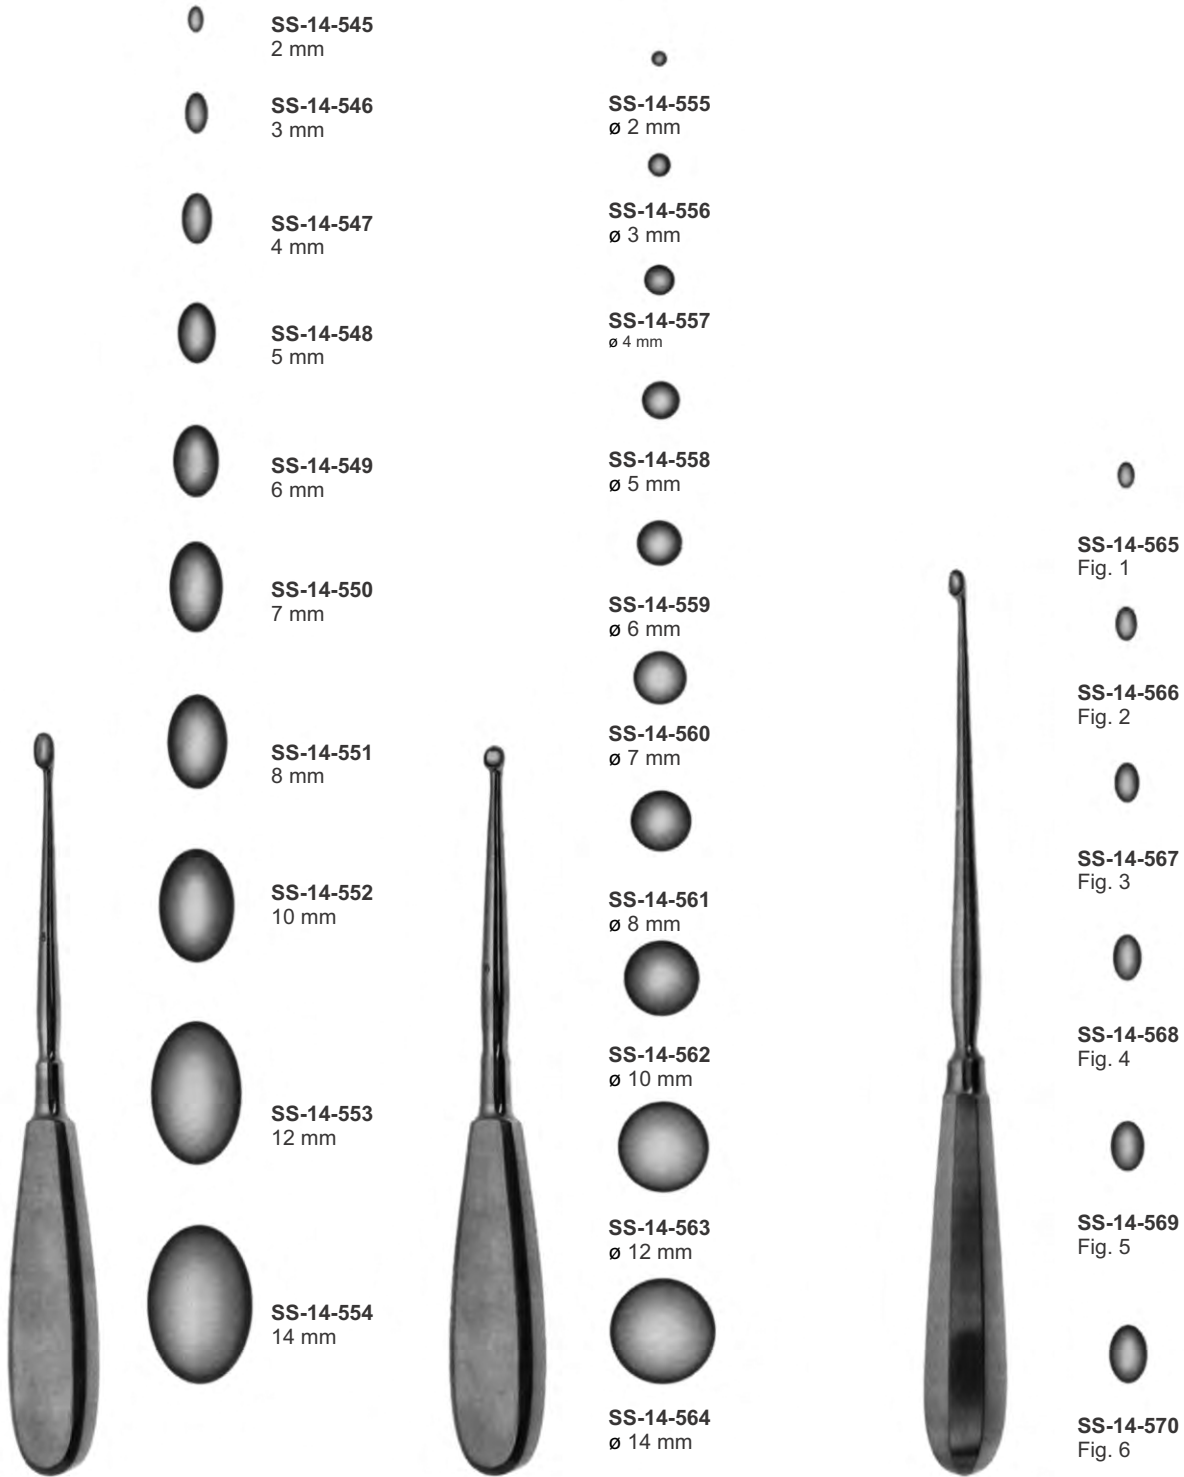 SS-14-545
2 mm
SS-14-546
3 mm
SS-14-547
4 mm
SS-14-548
5 mm
SS-14-549
6 mm
SS-14-550
7 mm
SS-14-551
8 mm
SS-14-552
10 mm
SS-14-553
12 mm
SS-14-554
14 mm
SS-14-555
ø 2 mm
SS-14-556
ø 3 mm
SS-14-557
ø 4 mm
SS-14-558
ø 5 mm
SS-14-559
ø 6 mm
SS-14-560
ø 7 mm
SS-14-561
ø 8 mm
SS-14-562
ø 10 mm
SS-14-563
ø 12 mm
SS-14-564
ø 14 mm
SS-14-565
Fig. 1
SS-14-566
Fig. 2
SS-14-567
Fig. 3
SS-14-568
Fig. 4
SS-14-569
Fig. 5
SS-14-570
Fig. 6